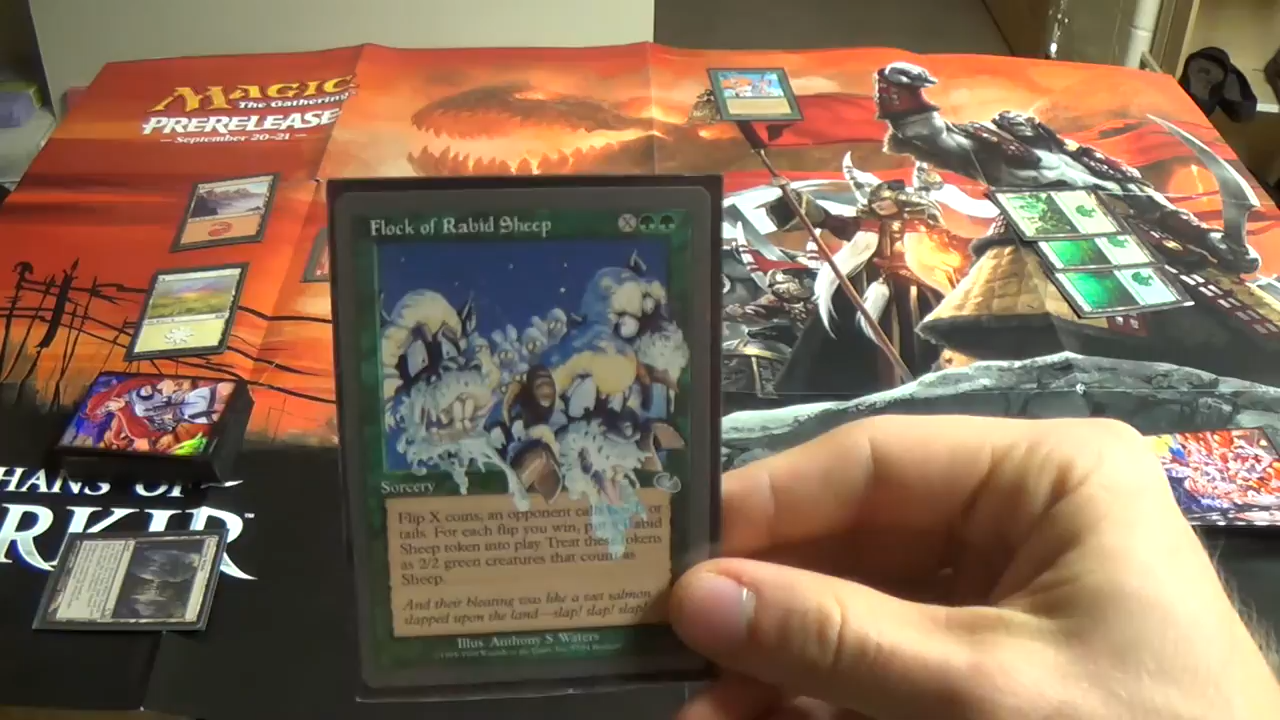 MAGIC
The Gathering
PRERELEASE
— September 20-21 —
Flock of Rabid Sheep X
Sorcery
Flip X coins; an opponent calls heads or
tails. For each flip you win, put a Rabid
Sheep token into play. Treat these tokens
as 2/2 green creatures that count as
Sheep.
And their bleating was like a wet salmon
slapped upon the land—slap! slap! slap!
Illus. Anthony S. Waters
HANS OF
RKIR™